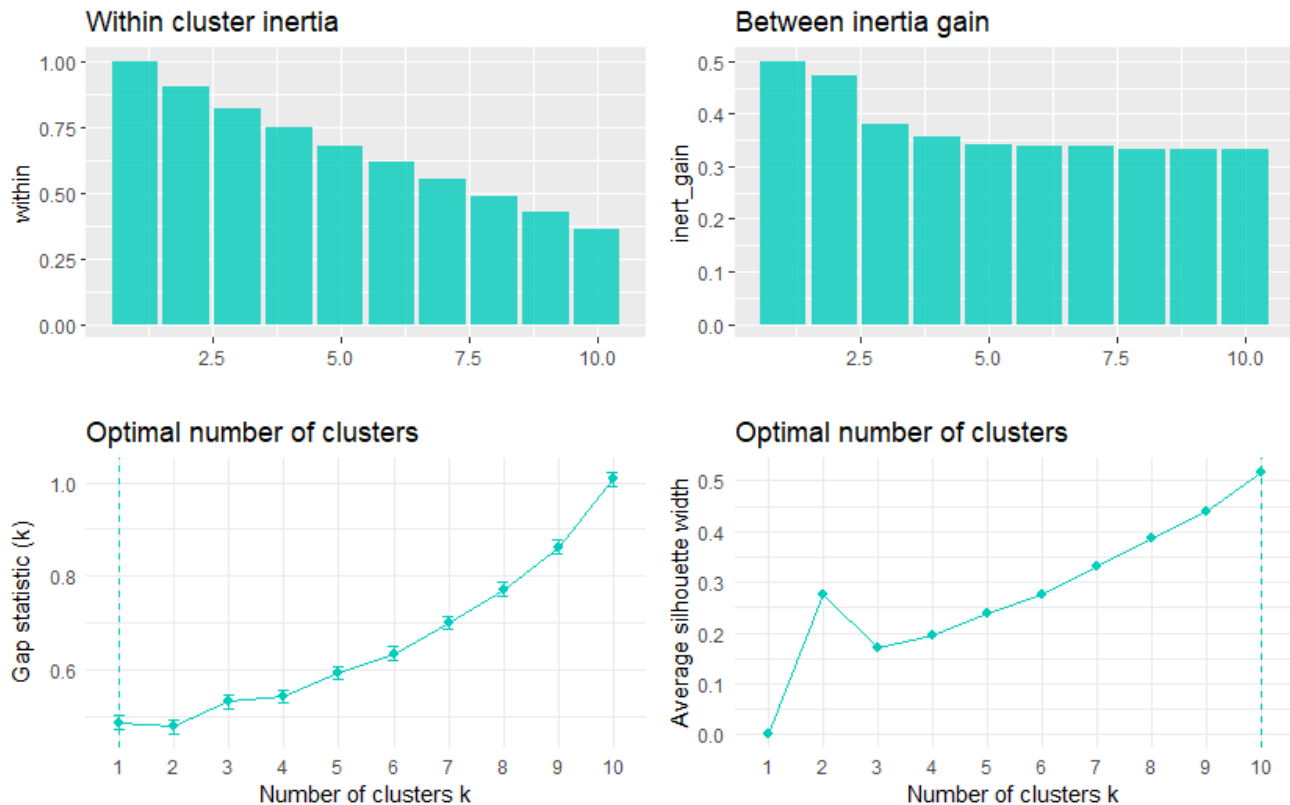 Within cluster inertia
within
1.00
0.75
0.50
0.25
0.00
2.5 5.0 7.5 10.0
Between inertia gain
inert_gain
0.5
0.4
0.3
0.2
0.1
0.0
2.5 5.0 7.5 10.0
Optimal number of clusters
Gap statistic (k)
1.0
0.8
0.6
1 2 3 4 5 6 7 8 9 10
Number of clusters k
Optimal number of clusters
Average silhouette width
0.5
0.4
0.3
0.2
0.1
0.0
1 2 3 4 5 6 7 8 9 10
Number of clusters k